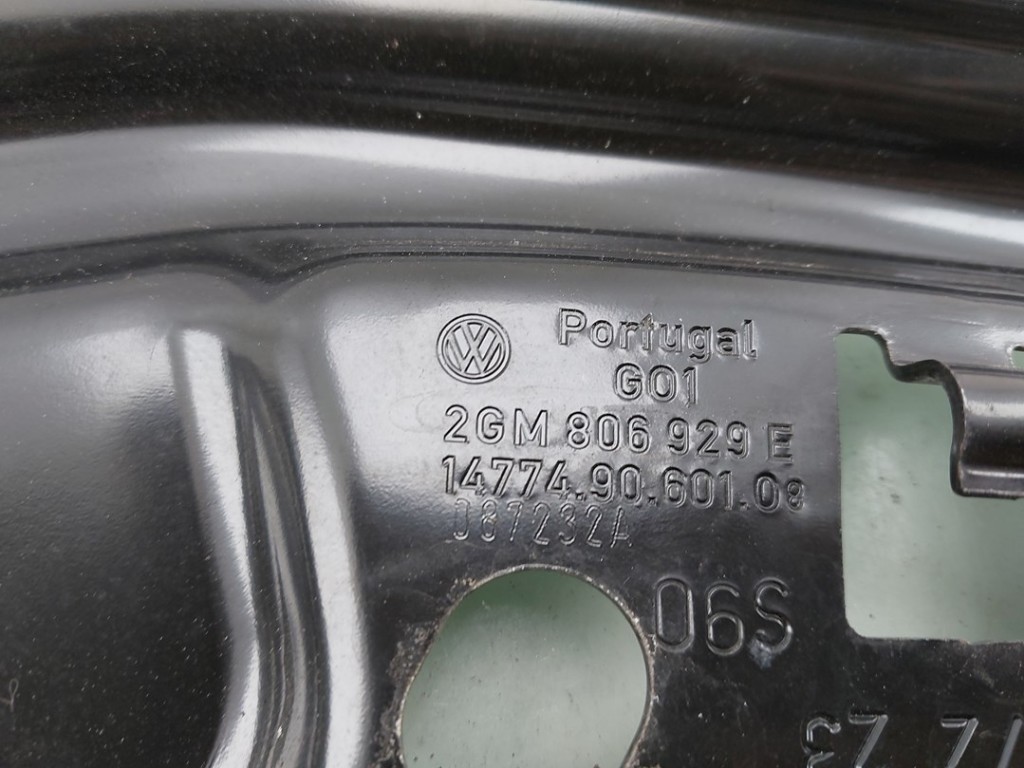 Portugal
G01
2GM 806 929 E
14774.90.601.08
087232A
06S